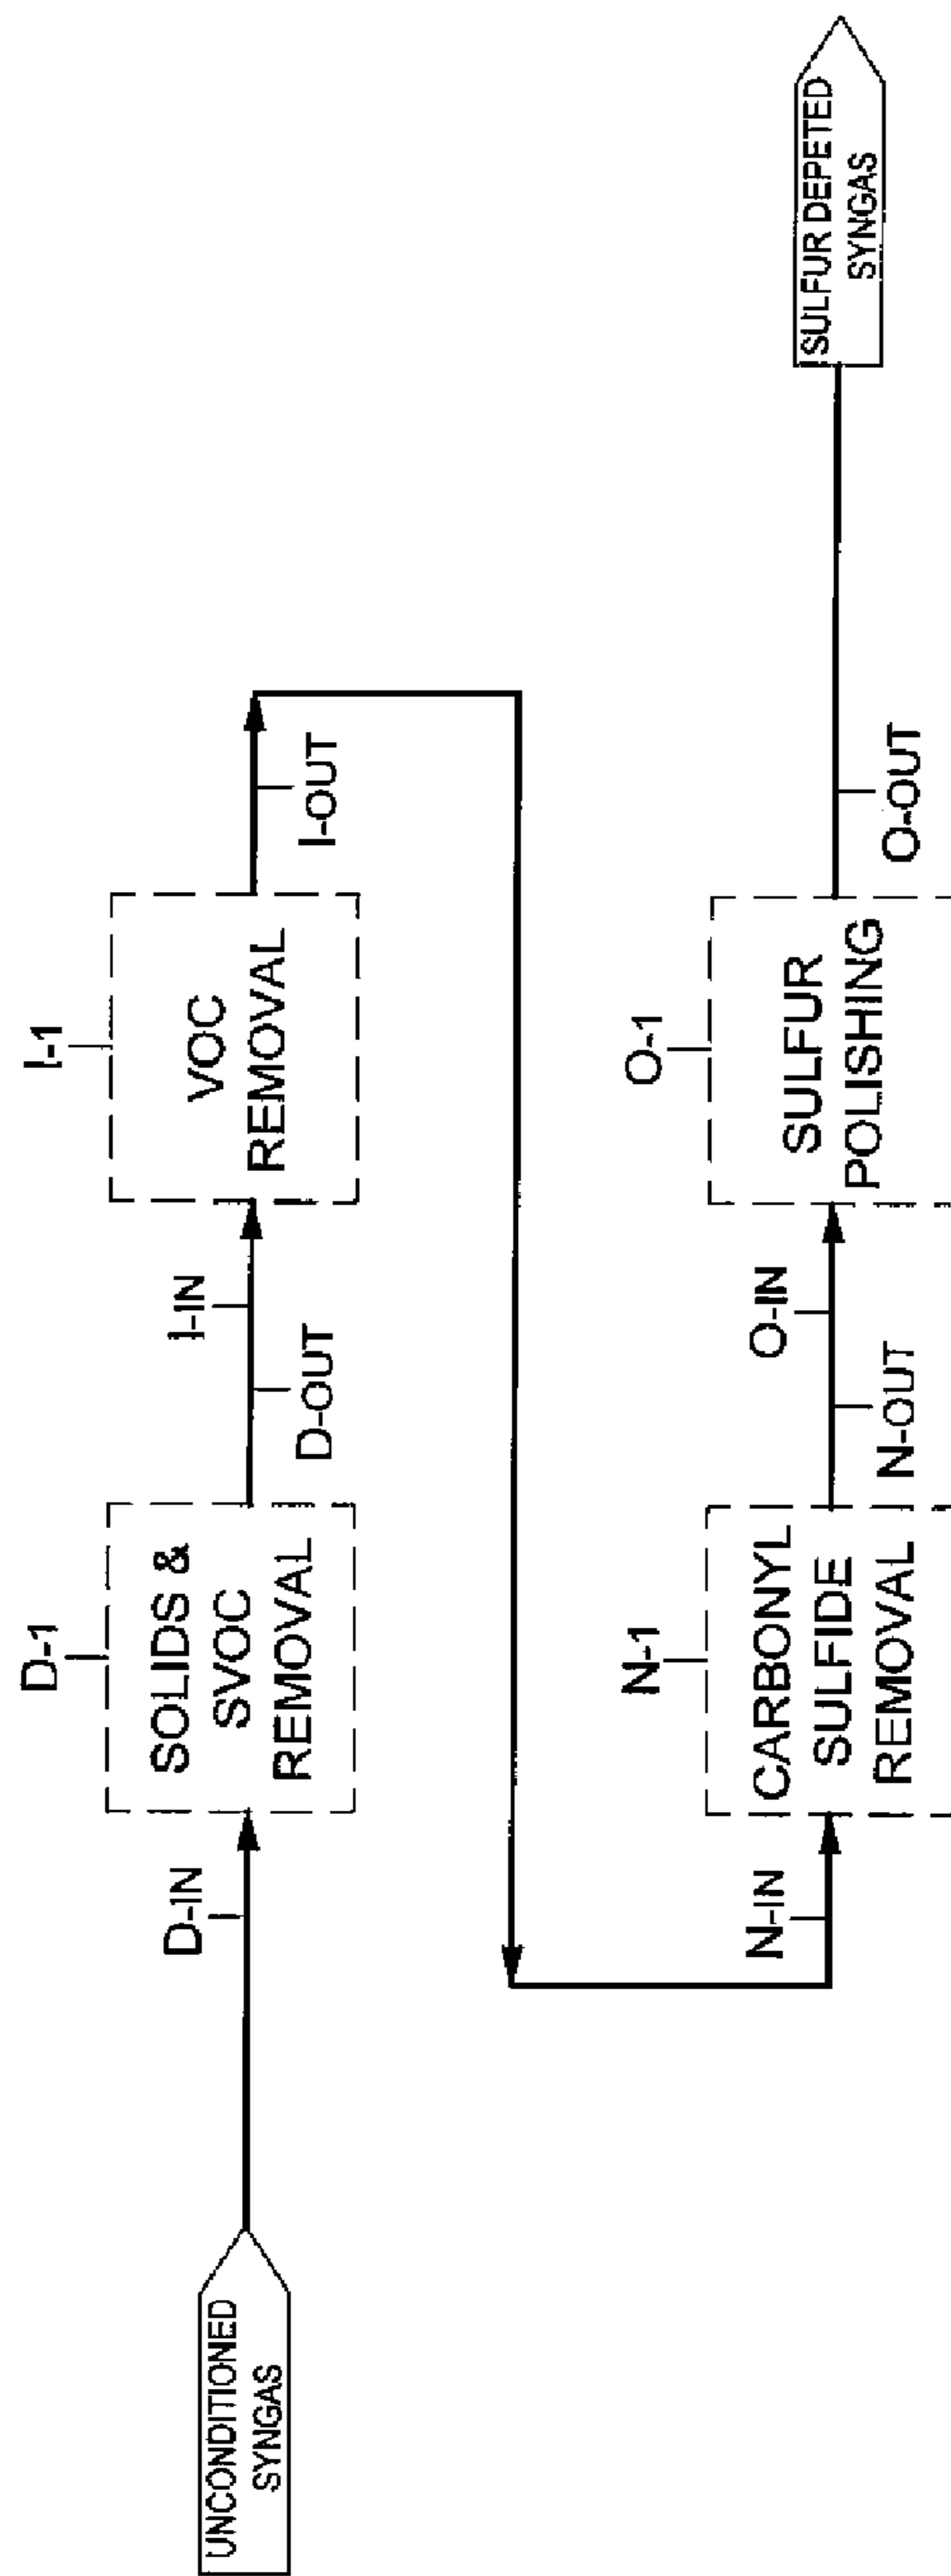 UNCONDITIONED
SYNGAS
D-IN
D-1
SOLIDS &
SVOC
REMOVAL
D-OUT
I-IN
I-1
VOC
REMOVAL
I-OUT
N-IN
N-1
CARBONYL
SULFIDE
REMOVAL
N-OUT
O-IN
O-1
SULFUR
POLISHING
O-OUT
SULFUR DEPETED
SYNGAS